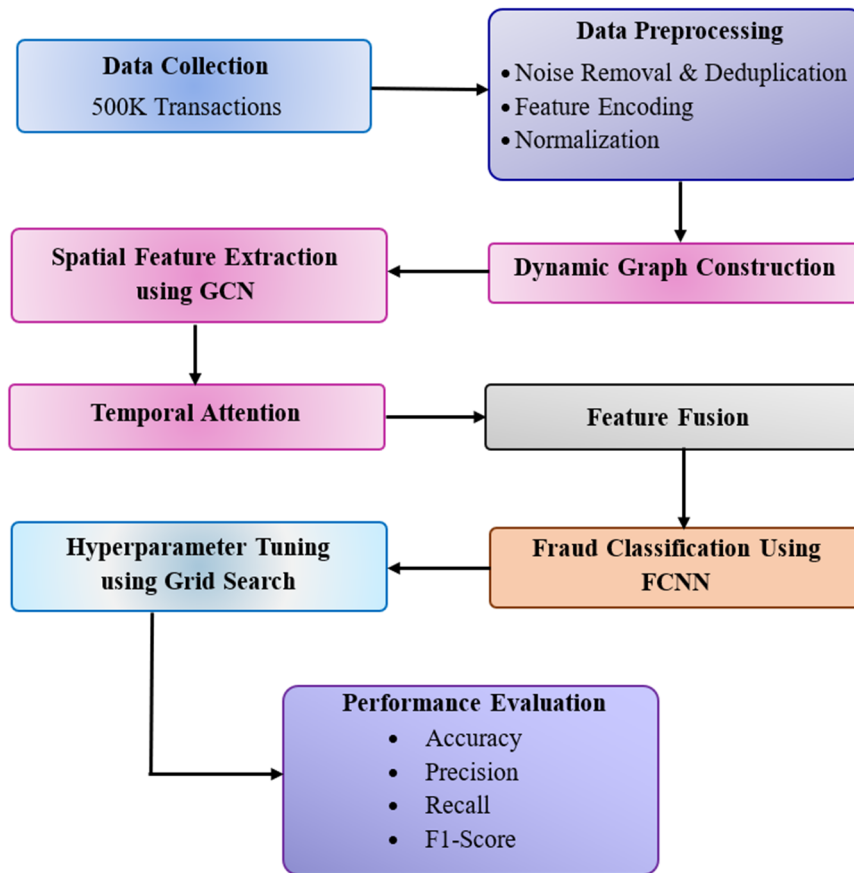 Data Collection
500K Transactions
Data Preprocessing
• Noise Removal & Deduplication
• Feature Encoding
• Normalization
Dynamic Graph Construction
Spatial Feature Extraction
using GCN
Temporal Attention
Feature Fusion
Fraud Classification Using
FCNN
Hyperparameter Tuning
using Grid Search
Performance Evaluation
• Accuracy
• Precision
• Recall
• F1-Score